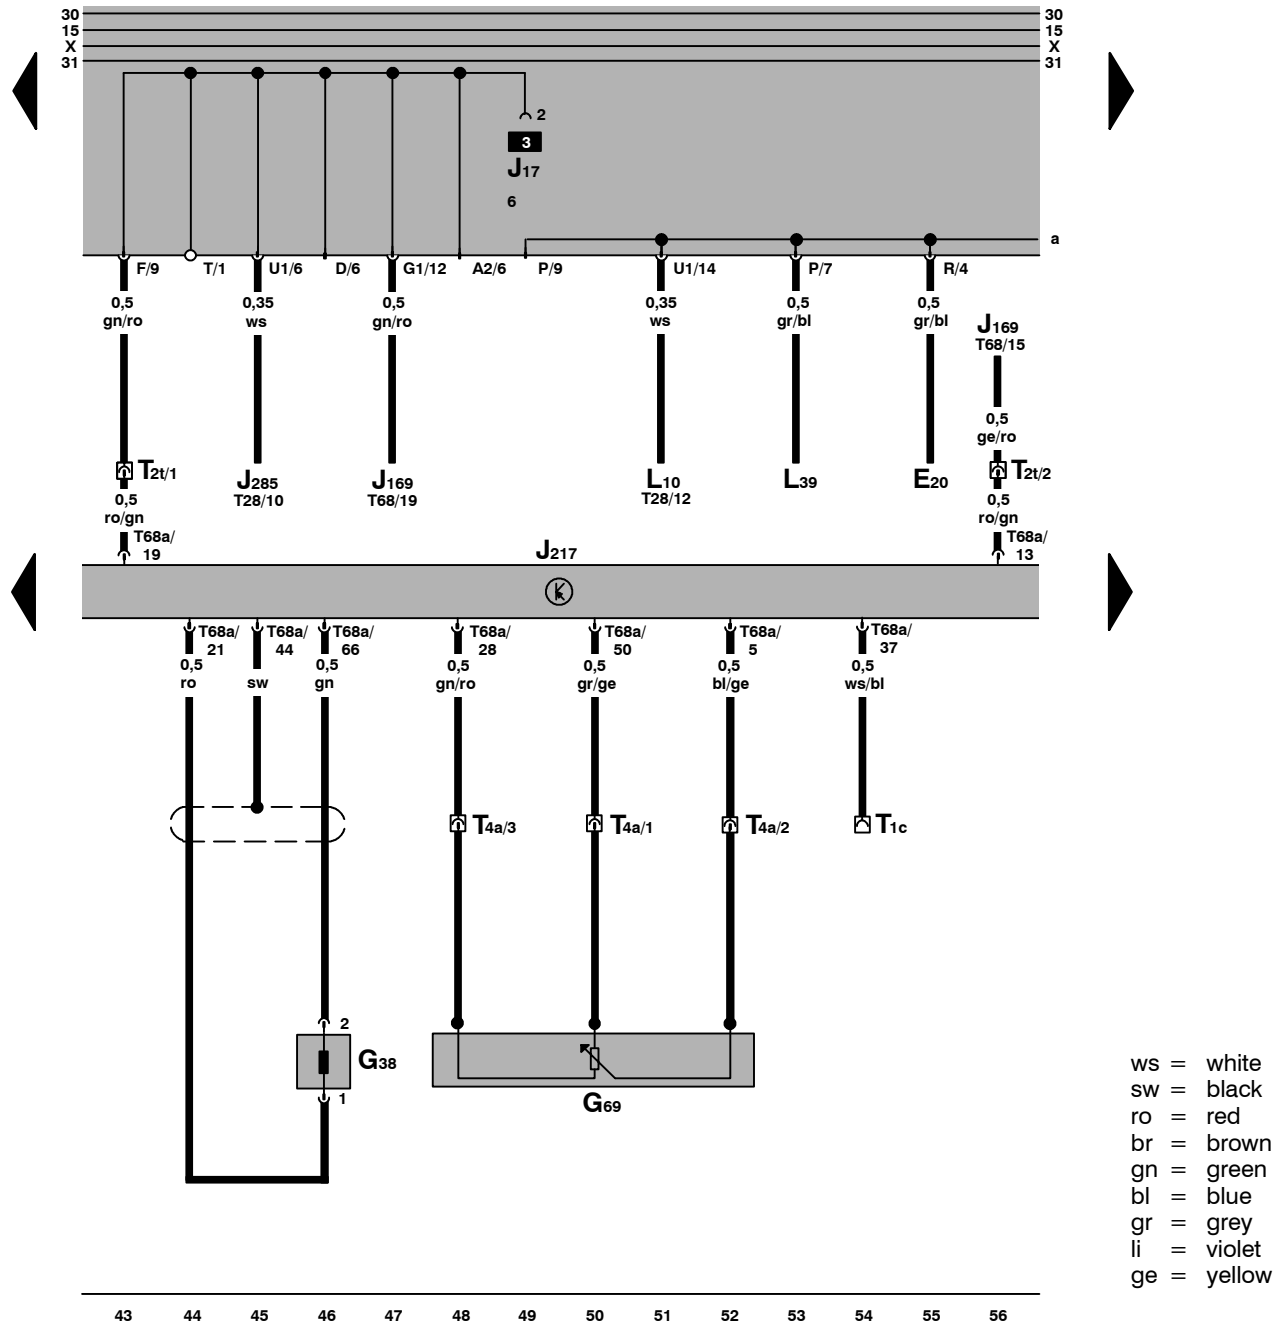 30 30
15 15
X X
31 31
2
3
J17
6
a
F/9 T/1 U1/6 D/6 G1/12 A2/6 P/9 U1/14 P/7 R/4
0,5 0,35 0,5 0,35 0,5 0,5
gn/ro ws gn/ro ws gr/bl gr/bl
J169
T68/15
0,5
ge/ro
T2t/1 J285 J169 L10 L39 E20 T2t/2
T28/10 T68/19 T28/12
0,5 0,5
ro/gn ro/gn
T68a/ T68a/
19 13
J217
T68a/ T68a/ T68a/ T68a/ T68a/ T68a/ T68a/
21 44 66 28 50 5 37
0,5 0,5 0,5 0,5 0,5 0,5
ro sw gn gn/ro gr/ge bl/ge ws/bl
T4a/3 T4a/1 T4a/2 T1c
2
G38
1
G69
ws = white
sw = black
ro = red
br = brown
gn = green
bl = blue
gr = grey
li = violet
ge = yellow
43 44 45 46 47 48 49 50 51 52 53 54 55 56